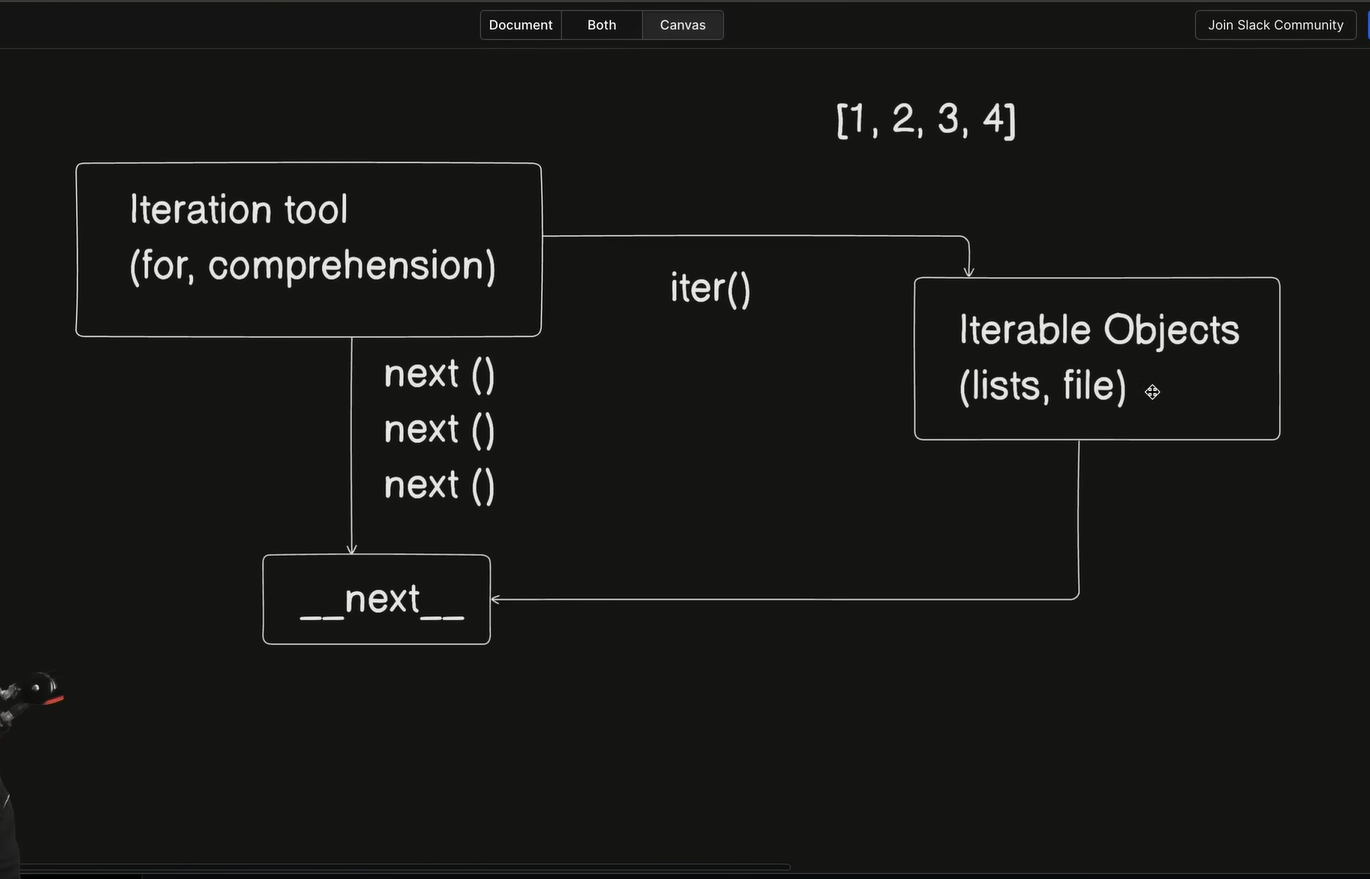 Document Both Canvas
Join Slack Community
[1, 2, 3, 4]
Iteration tool
(for, comprehension)
iter()
Iterable Objects
(lists, file)
next ()
next ()
next ()
__next__